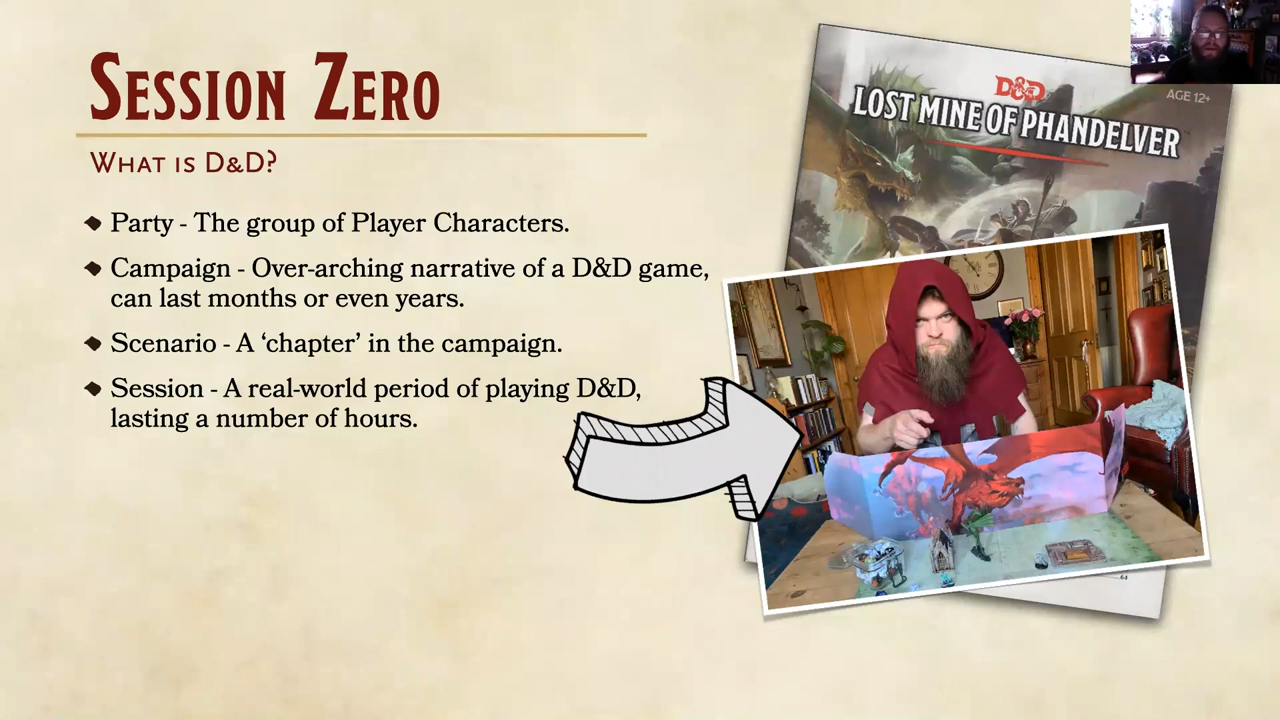 Session Zero
What is D&D?
Party - The group of Player Characters.
Campaign - Over-arching narrative of a D&D game,
can last months or even years.
Scenario - A ‘chapter’ in the campaign.
Session - A real-world period of playing D&D,
lasting a number of hours.
D&D
AGE 12+
LOST MINE OF PHANDELVER
64